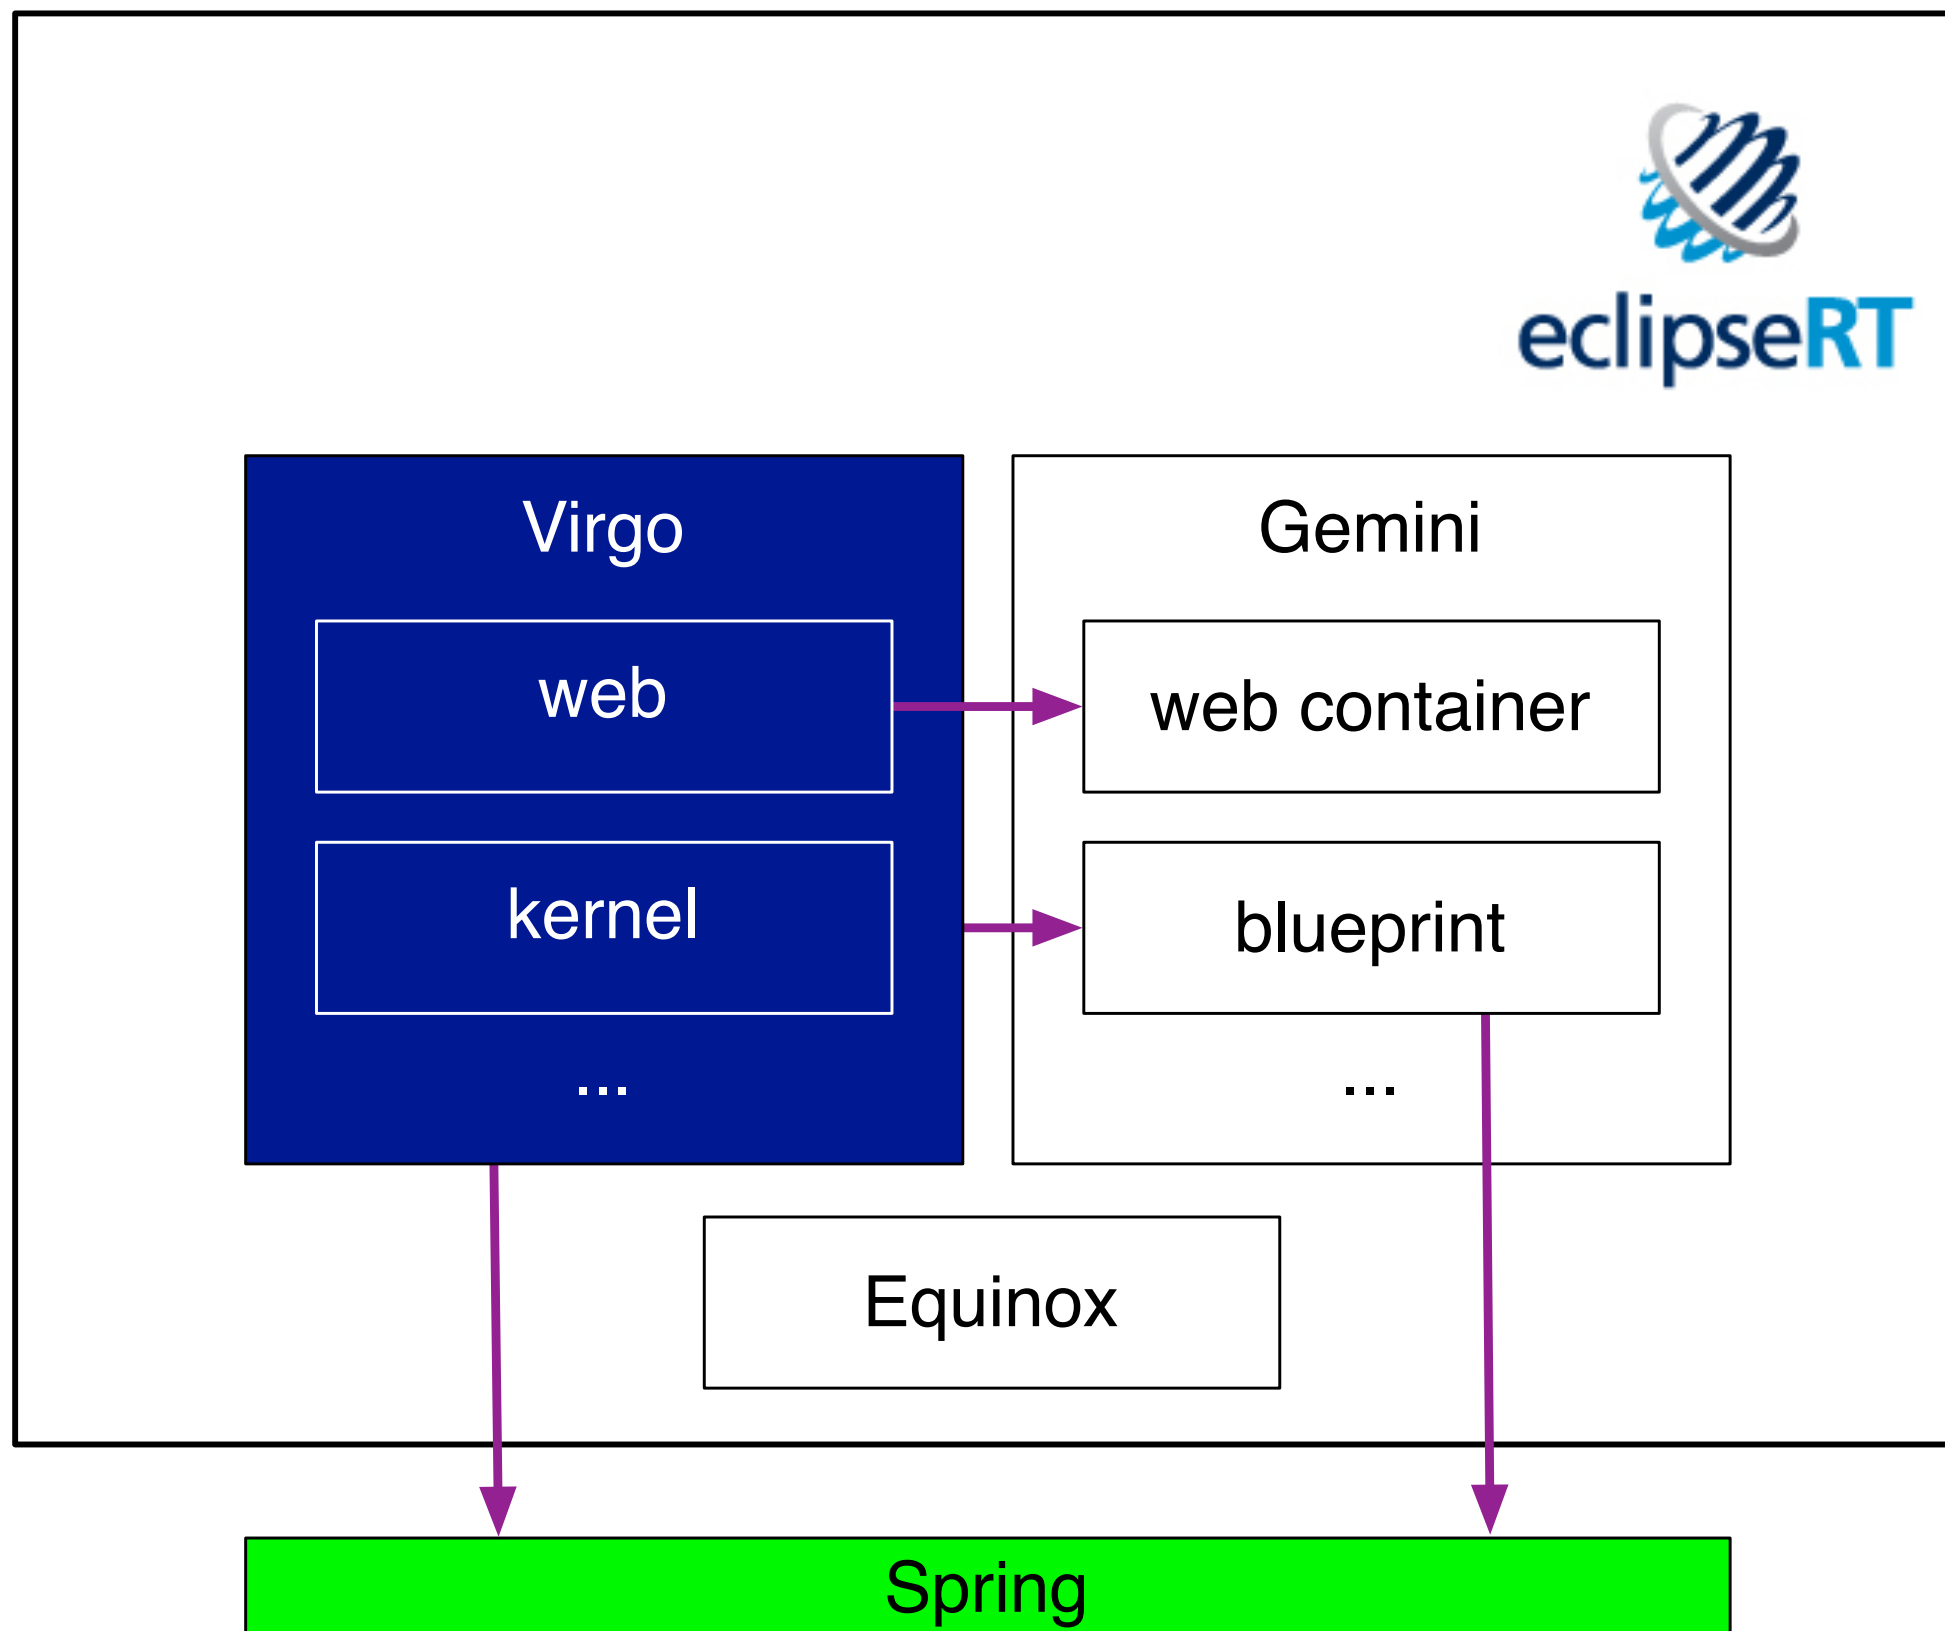 eclipseRT
Virgo
Gemini
web
web container
kernel
blueprint
...
...
Equinox
Spring